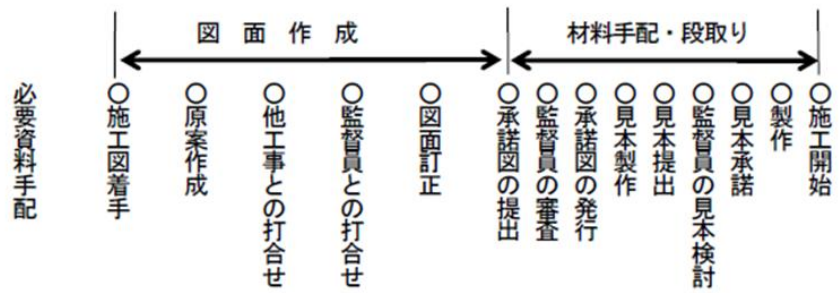 図面作成
材料手配・段取り
必要資料手配
○施工図着手
○原案作成
○他工事との打合せ
○監督員との打合せ
○図面訂正
○承諾図の提出
○監督員の審査
○承諾図の発行
○見本製作
○見本提出
○監督員の見本検討
○見本承諾
○製作
○施工開始